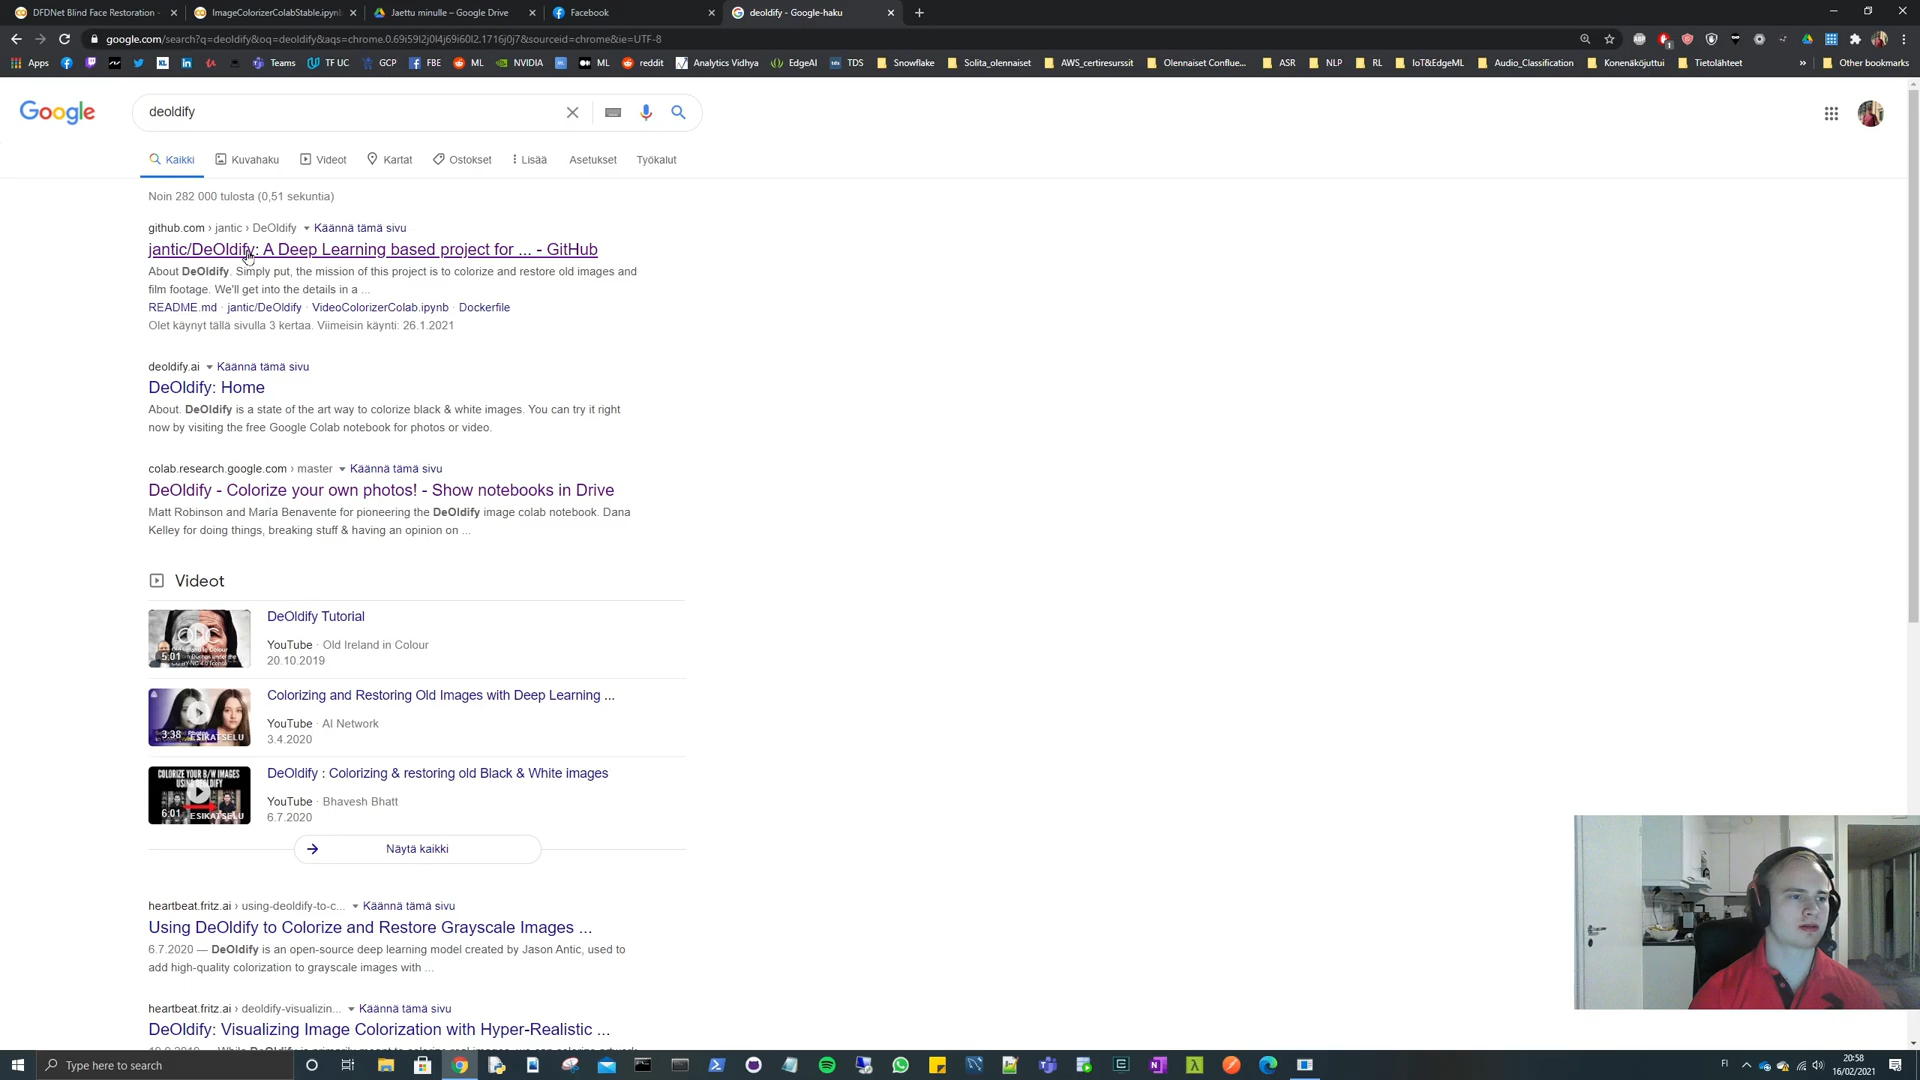 DFDNet Blind Face Restoration -
ImageColorizerColabStable.ipynb
Jaettu minulle – Google Drive
Facebook
deoldify - Google-haku
google.com/search?q=deoldify&oq=deoldify&aqs=chrome.0.69i59l2j0l4j69i60l2.1716j0j7&sourceid=chrome&ie=UTF-8
Apps
Teams
TF UC
GCP
FBE
ML
NVIDIA
ML
reddit
Analytics Vidhya
EdgeAI
TDS
Snowflake
Solita_olennaiset
AWS_certiresurssit
Olennaiset Conflue...
ASR
NLP
RL
IoT&EdgeML
Audio_Classification
Konenäköjuttui
Tietolähteet
Other bookmarks
Google
deoldify
Kaikki
Kuvahaku
Videot
Kartat
Ostokset
Lisää
Asetukset
Työkalut
Noin 282 000 tulosta (0,51 sekuntia)
github.com › jantic › DeOldify Käännä tämä sivu
jantic/DeOldify: A Deep Learning based project for ... - GitHub
About DeOldify. Simply put, the mission of this project is to colorize and restore old images and
film footage. We'll get into the details in a ...
README.md · jantic/DeOldify · VideoColorizerColab.ipynb · Dockerfile
Olet käynyt tällä sivulla 3 kertaa. Viimeisin käynti: 26.1.2021
deoldify.ai Käännä tämä sivu
DeOldify: Home
About. DeOldify is a state of the art way to colorize black & white images. You can try it right
now by visiting the free Google Colab notebook for photos or video.
colab.research.google.com › master Käännä tämä sivu
DeOldify - Colorize your own photos! - Show notebooks in Drive
Matt Robinson and María Benavente for pioneering the DeOldify image colab notebook. Dana
Kelley for doing things, breaking stuff & having an opinion on ...
Videot
5:01
DeOldify Tutorial
YouTube · Old Ireland in Colour
20.10.2019
3:38 ESIKATSELU
Colorizing and Restoring Old Images with Deep Learning ...
YouTube · AI Network
3.4.2020
COLORIZE YOUR B/W IMAGES
USING DEOLDIFY
6:01 ESIKATSELU
DeOldify : Colorizing & restoring old Black & White images
YouTube · Bhavesh Bhatt
6.7.2020
Näytä kaikki
heartbeat.fritz.ai › using-deoldify-to-c... Käännä tämä sivu
Using DeOldify to Colorize and Restore Grayscale Images ...
6.7.2020 — DeOldify is an open-source deep learning model created by Jason Antic, used to
add high-quality colorization to grayscale images with ...
heartbeat.fritz.ai › deoldify-visualizin... Käännä tämä sivu
DeOldify: Visualizing Image Colorization with Hyper-Realistic ...
Type here to search
FI
20:58
16/02/2021